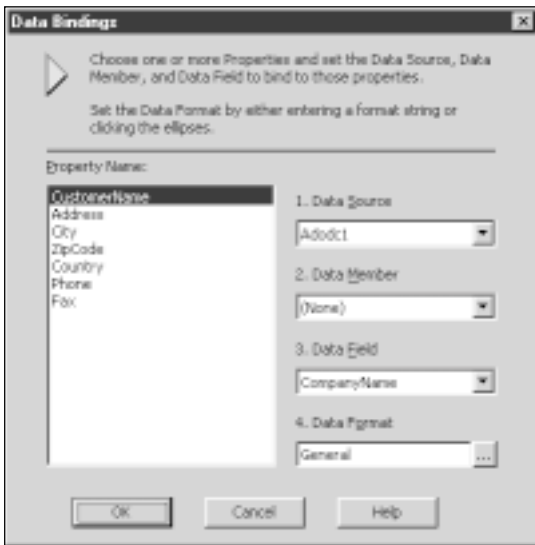 Data Bindings
Choose one or more Properties and set the Data Source, Data
Member, and Data Field to bind to those properties.
Set the Data Format by either entering a format string or
clicking the ellipses.
Property Name:
CustomerName
Address
City
ZipCode
Country
Phone
Fax
1. Data Source
Adodc1
2. Data Member
(None)
3. Data Field
CompanyName
4. Data Format
General
...
OK
Cancel
Help